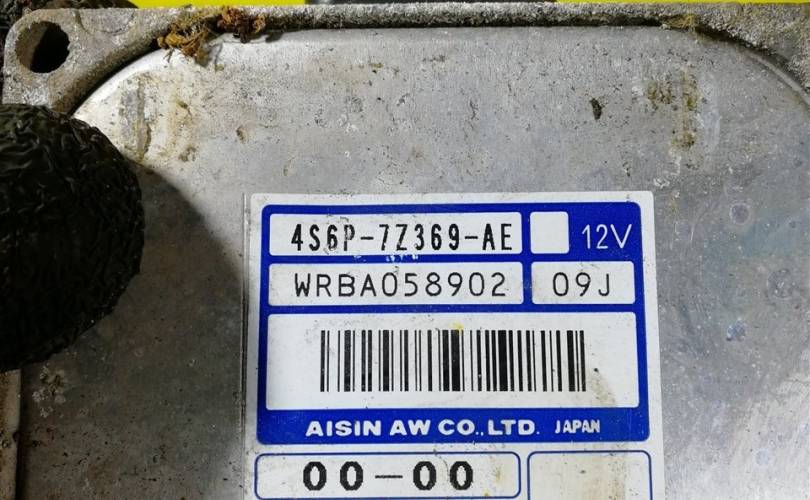 4S6P-7Z369-AE 12V
WRBA058902 09J
AISIN AW CO.,LTD. JAPAN
00-00